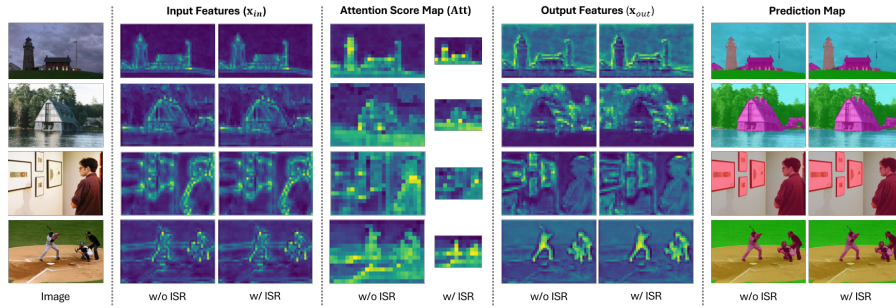 Input Features (x_in)
Attention Score Map (Att)
Output Features (x_out)
Prediction Map
Image
w/o ISR
w/ ISR
w/o ISR
w/ ISR
w/o ISR
w/ ISR
w/o ISR
w/ ISR